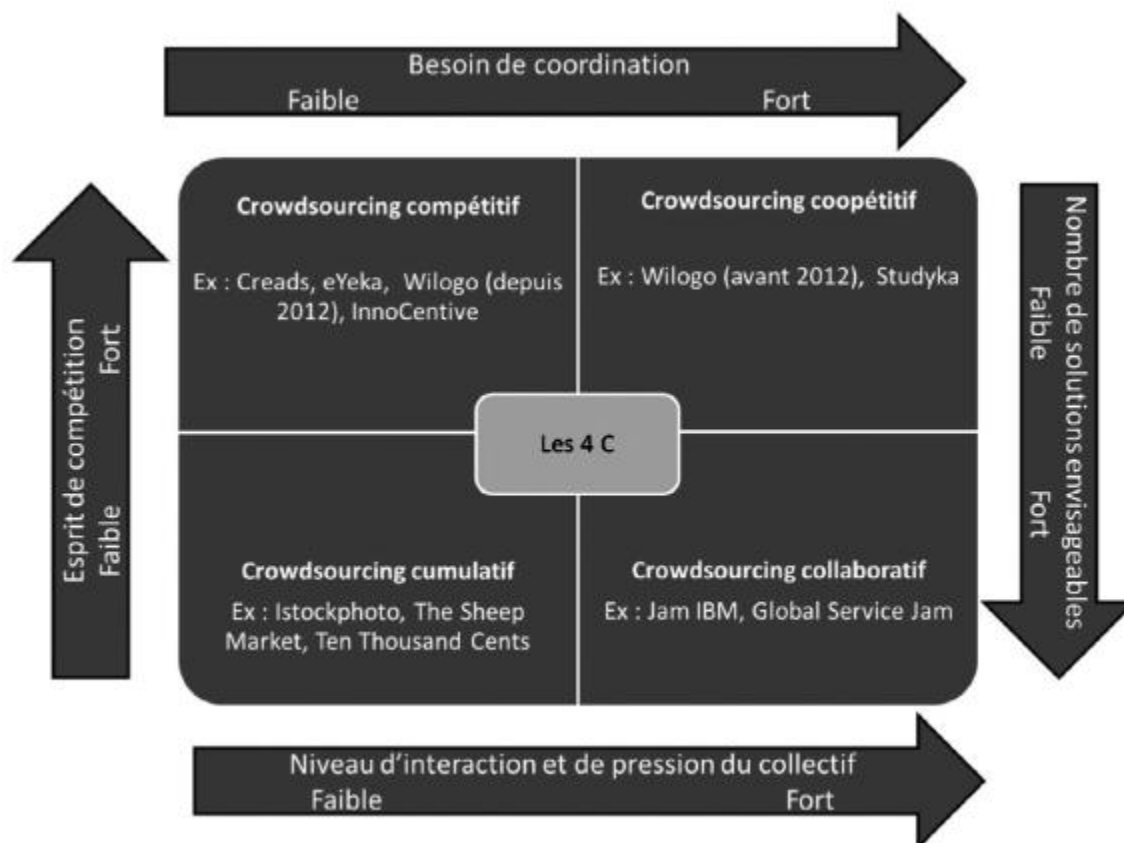 Besoin de coordination
Faible Fort
Esprit de compétition
Faible Fort
Crowdsourcing compétitif
Ex : Creads, eYeka, Wilogo (depuis
2012), InnoCentive
Crowdsourcing coopétitif
Ex : Wilogo (avant 2012), Studyka
Nombre de solutions envisageables
Faible Fort
Les 4 C
Crowdsourcing cumulatif
Ex : Istockphoto, The Sheep
Market, Ten Thousand Cents
Crowdsourcing collaboratif
Ex : Jam IBM, Global Service Jam
Niveau d'interaction et de pression du collectif
Faible Fort